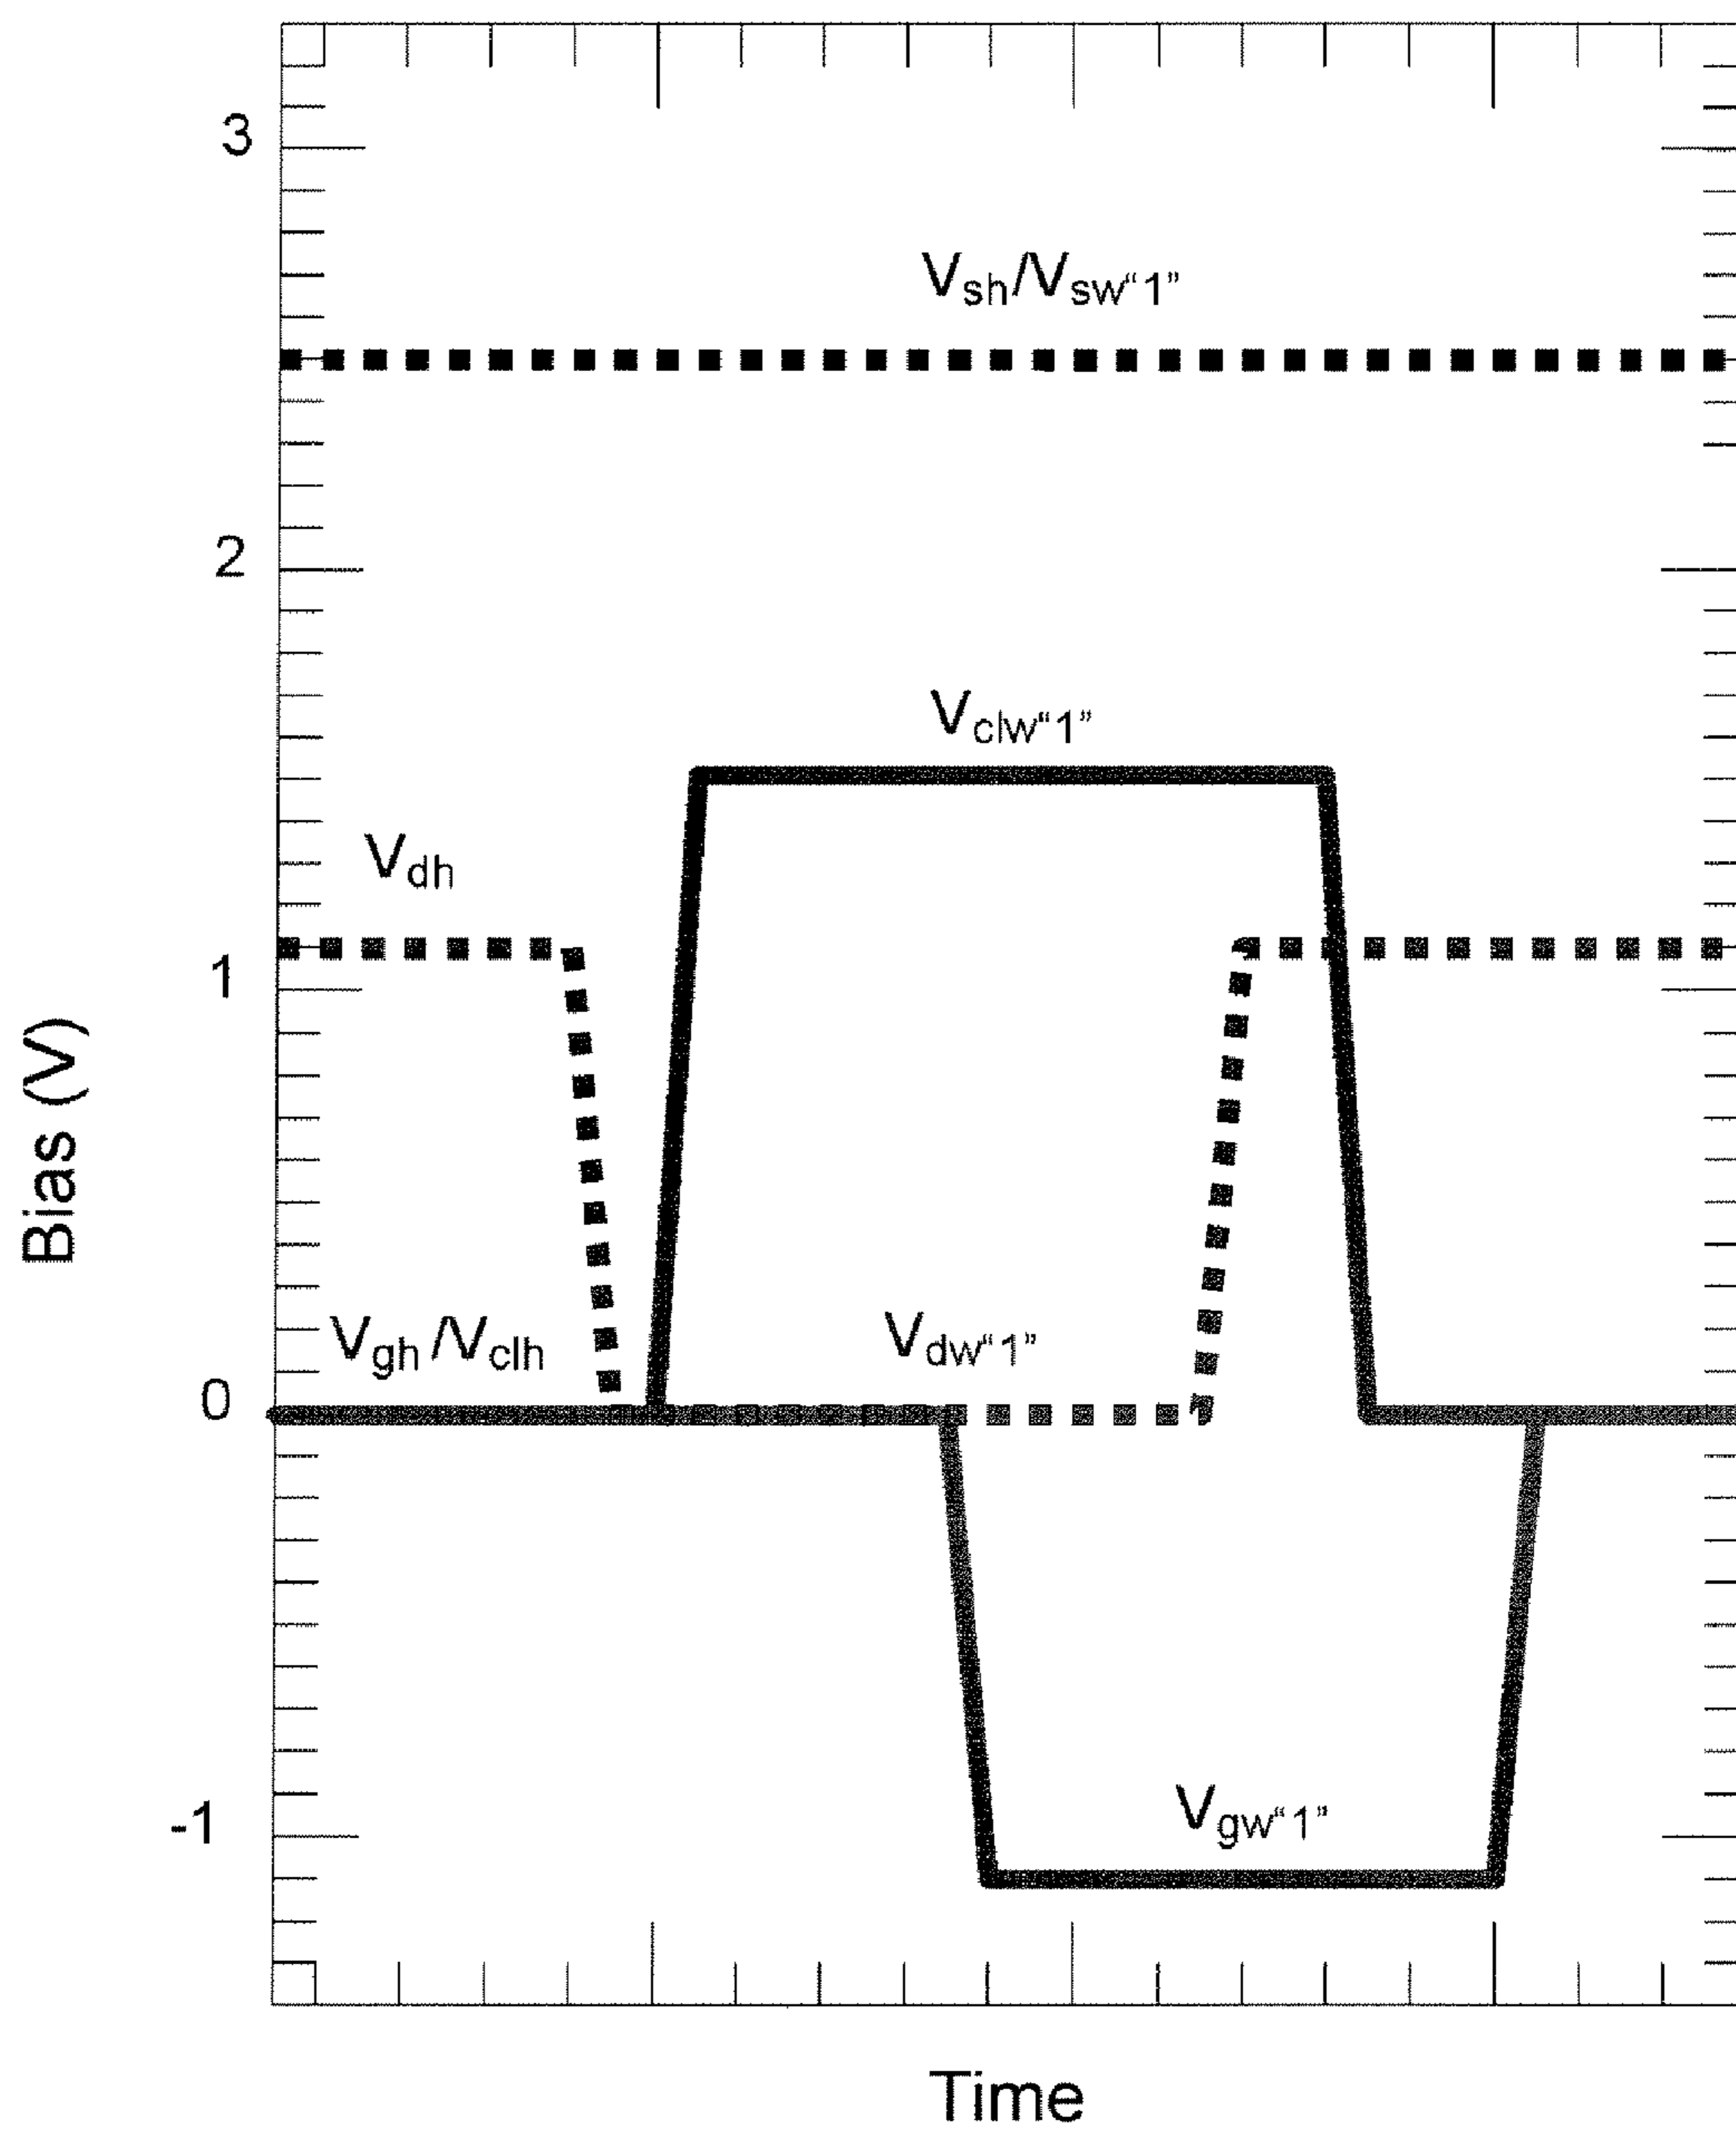 3
Vsh/Vsw“1”
2
Vclw“1”
Vdh
1
Bias (V)
Vgh/Vclh
Vdw“1”
0
Vgw“1”
-1
Time